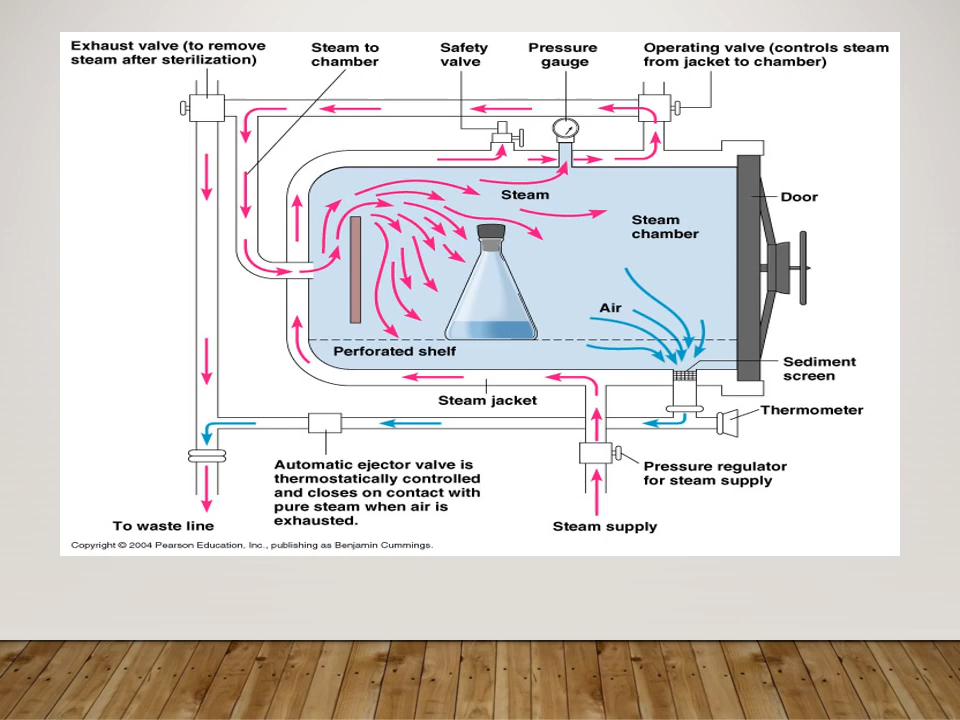 Exhaust valve (to remove
steam after sterilization)
Steam to
chamber
Safety
valve
Pressure
gauge
Operating valve (controls steam
from jacket to chamber)
Steam
Door
Steam
chamber
Air
Perforated shelf
Sediment
screen
Steam jacket
Thermometer
Automatic ejector valve is
thermostatically controlled
and closes on contact with
pure steam when air is
exhausted.
Pressure regulator
for steam supply
To waste line
Steam supply
Copyright © 2004 Pearson Education, Inc., publishing as Benjamin Cummings.